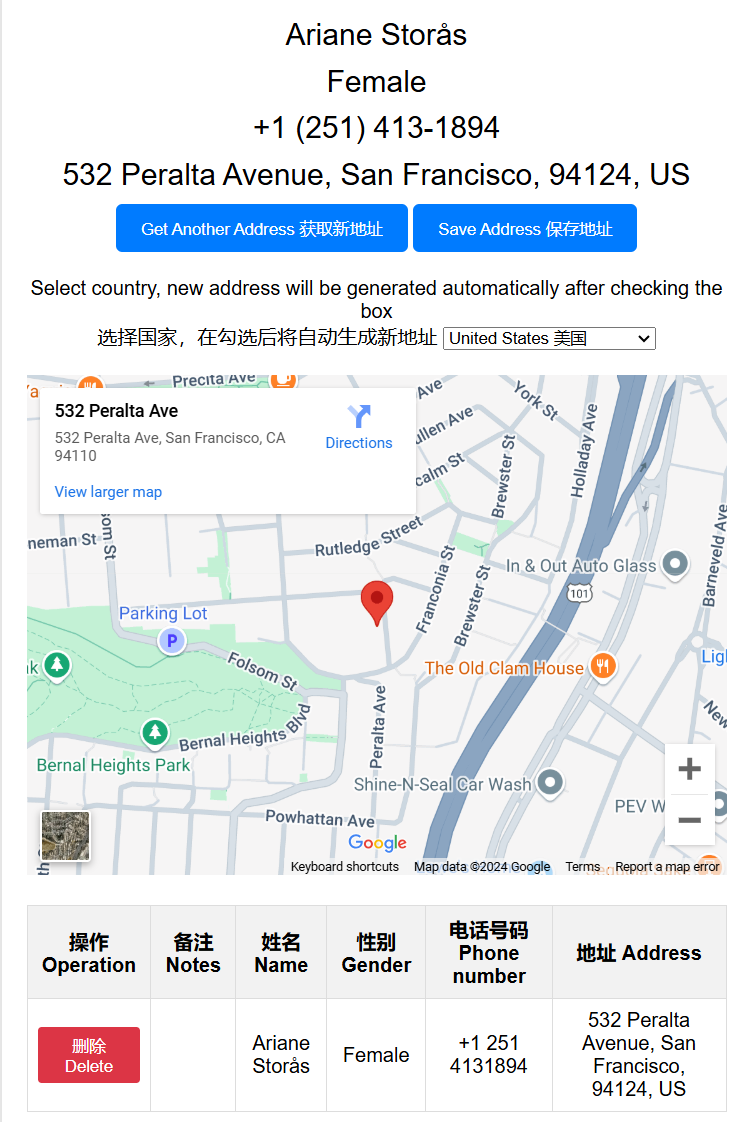 Ariane Storås
Female
+1 (251) 413-1894
532 Peralta Avenue, San Francisco, 94124, US
Get Another Address 获取新地址
Save Address 保存地址
Select country, new address will be generated automatically after checking the
box
选择国家，在勾选后将自动生成新地址 United States 美国
Precita Ave
532 Peralta Ave
532 Peralta Ave, San Francisco, CA
94110
View larger map
Directions
Ave
York St
ullen Ave
calm St
Brewster St
Holladay Ave
som St
neman St
Rutledge Street
Franconia St
Brewster St
In & Out Auto Glass
101
Barneveld Ave
Parking Lot
P
Folsom St
The Old Clam House
Ligh
k
New
Bernal Heights Blvd
Peralta Ave
Bernal Heights Park
Shine-N-Seal Car Wash
PEV W
Powhattan Ave
Google
Keyboard shortcuts
Map data ©2024 Google
Terms
Report a map error
操作
Operation
备注
Notes
姓名
Name
性别
Gender
电话号码
Phone
number
地址 Address
删除
Delete
Ariane
Storås
Female
+1 251
4131894
532 Peralta
Avenue, San
Francisco,
94124, US